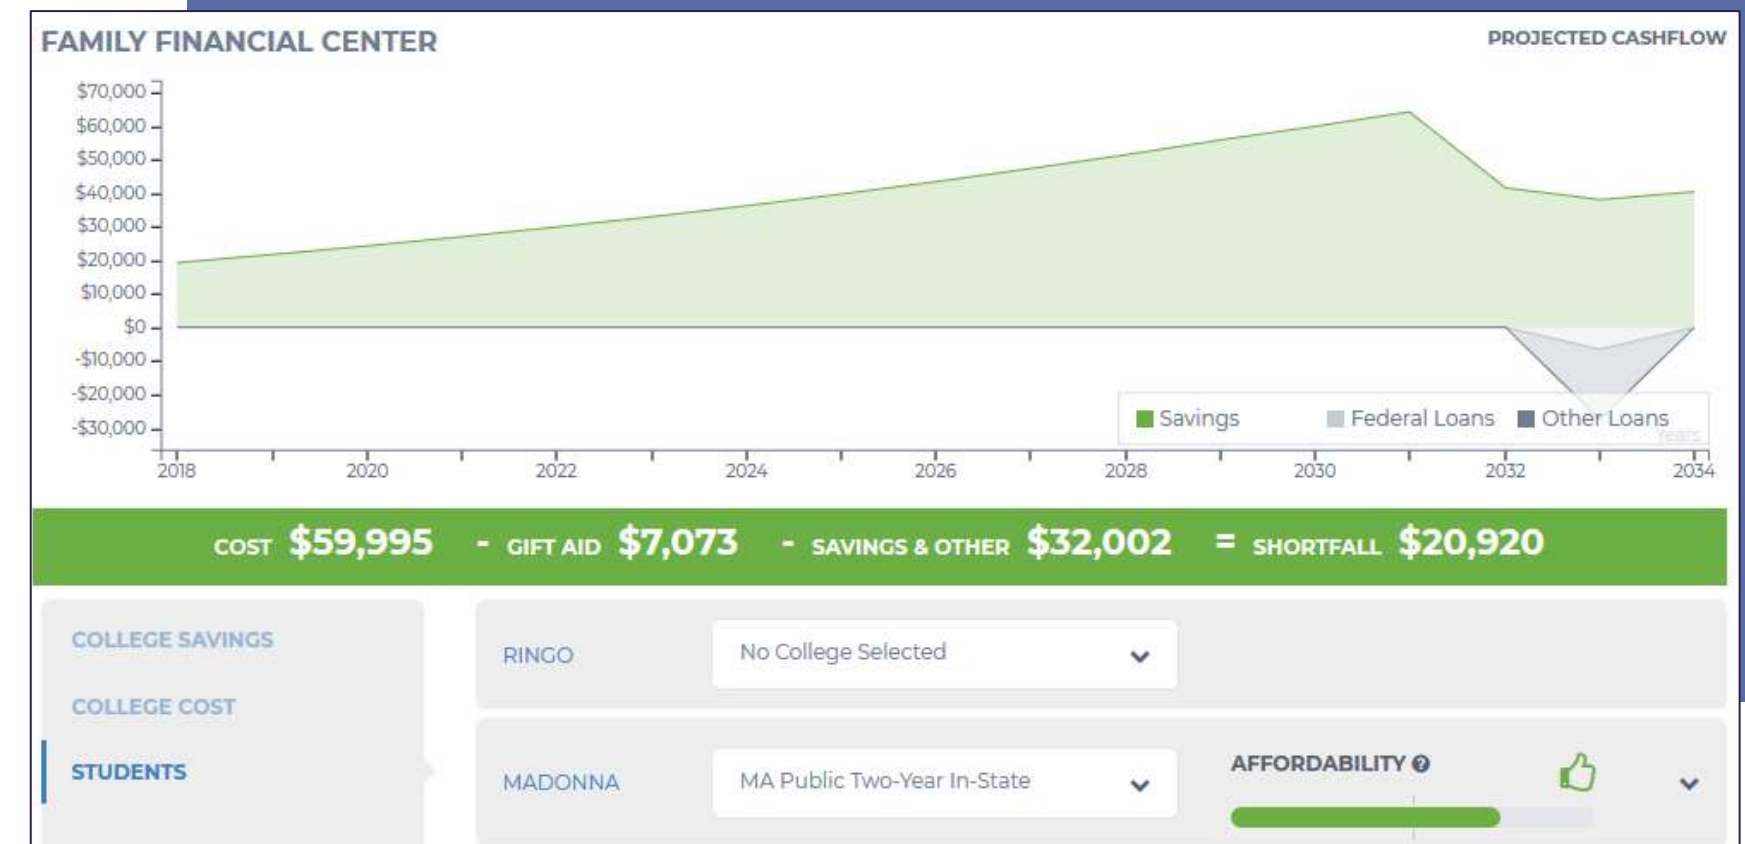 FAMILY FINANCIAL CENTER
PROJECTED CASHFLOW
$70,000
$60,000
$50,000
$40,000
$30,000
$20,000
$10,000
$0
-$10,000
-$20,000
-$30,000
Savings Federal Loans Other Loans
Years
2018 2020 2022 2024 2026 2028 2030 2032 2034
COST $59,995 - GIFT AID $7,073 - SAVINGS & OTHER $32,002 = SHORTFALL $20,920
COLLEGE SAVINGS
COLLEGE COST
STUDENTS
RINGO No College Selected
MADONNA MA Public Two-Year In-State AFFORDABILITY ?